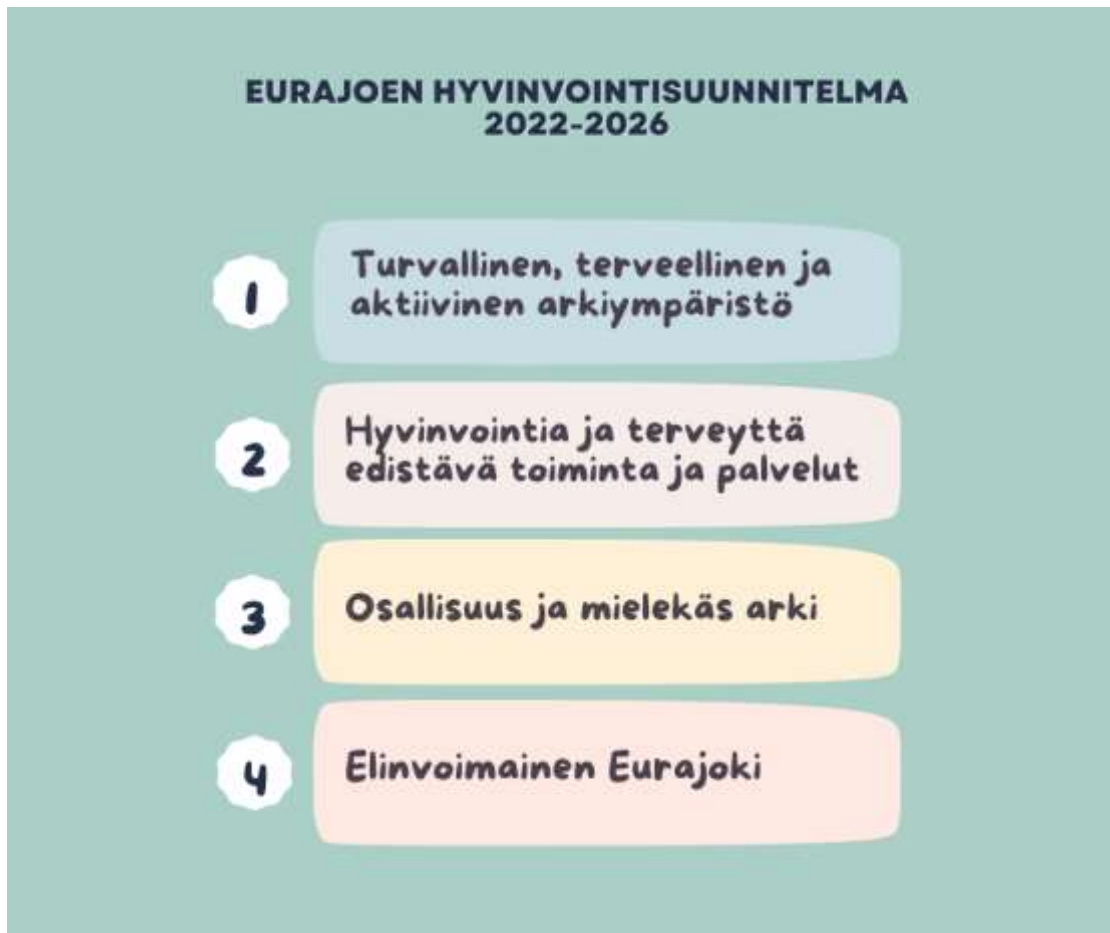 EURAJOEN HYVINVOINTISUUNNITELMA
2022-2026
1
Turvallinen, terveellinen ja
aktiivinen arkiympäristö
2
Hyvinvointia ja terveyttä
edistävä toiminta ja palvelut
3
Osallisuus ja mielekäs arki
4
Elinvoimainen Eurajoki